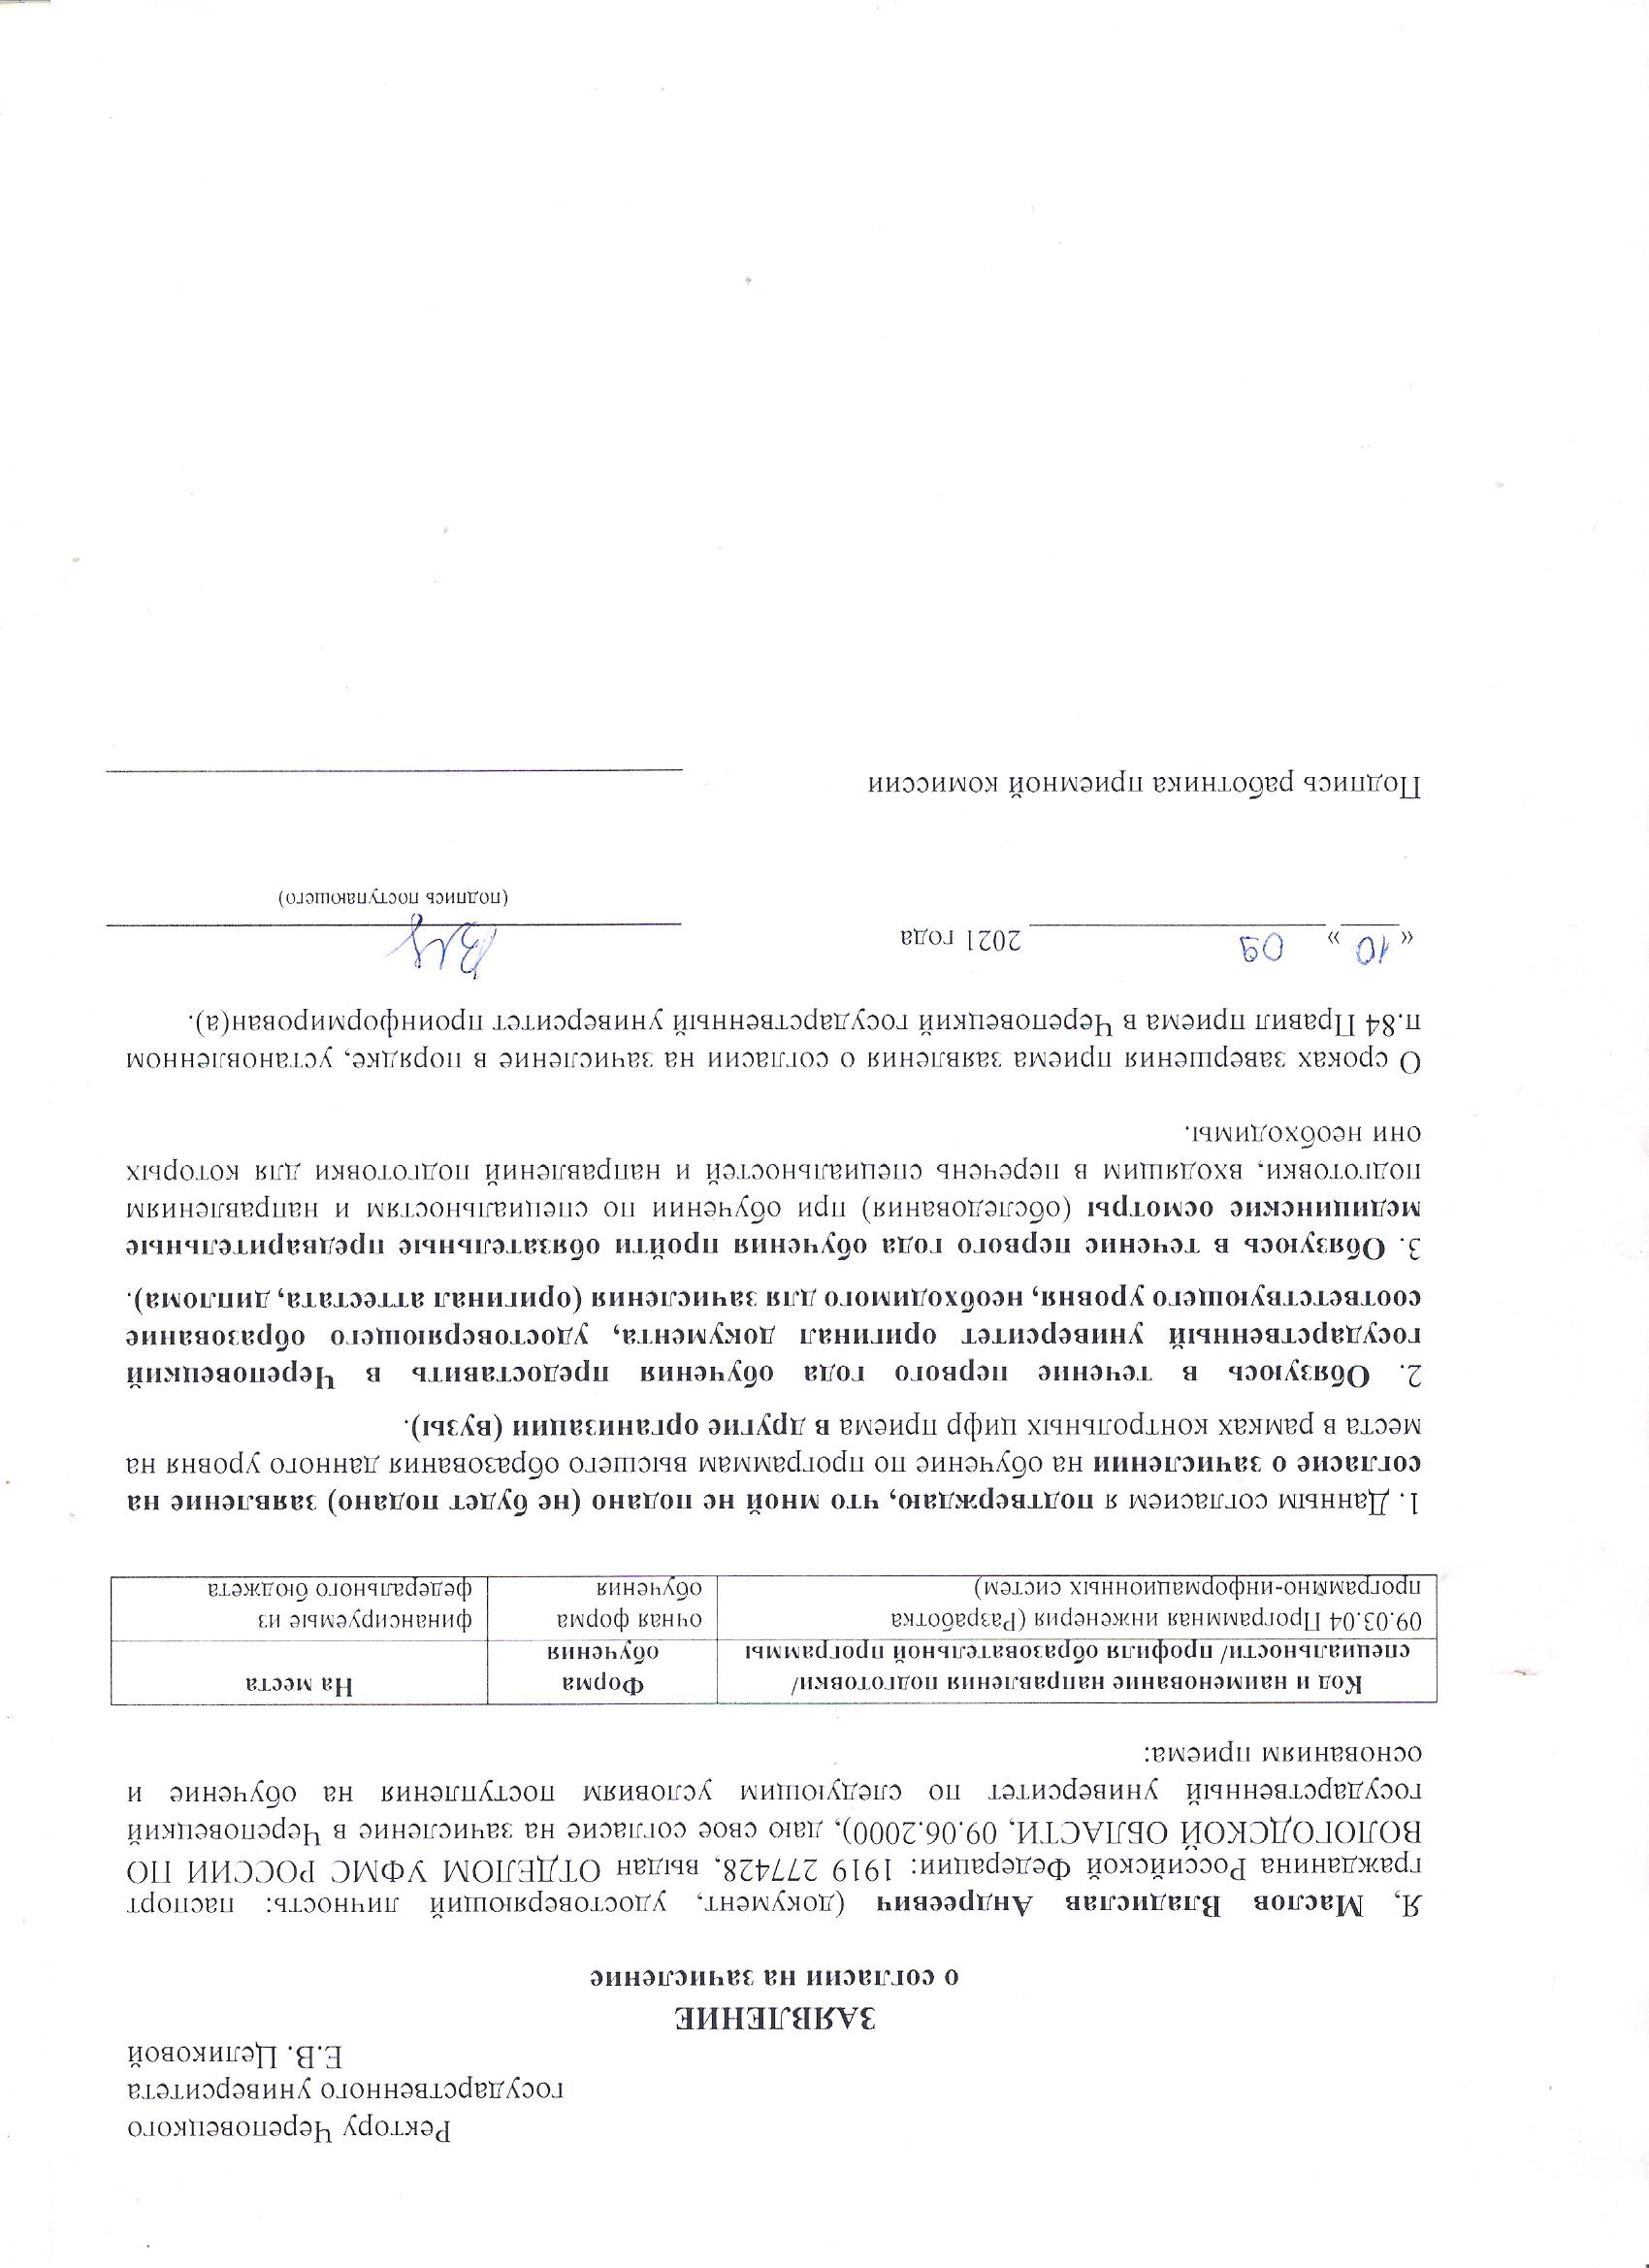 Ректору Череповецкого
государственного университета
Е.В. Целиковой
ЗАЯВЛЕНИЕ
о согласии на зачисление
Я, Маслов Владислав Андреевич (документ, удостоверяющий личность: паспорт
гражданина Российской Федерации: 1919 277428, выдан ОТДЕЛОМ УФМС РОССИИ ПО
ВОЛОГОДСКОЙ ОБЛАСТИ, 09.06.2000), даю свое согласие на зачисление в Череповецкий
государственный университет по следующим условиям поступления на обучение и
основаниям приема:
Код и наименование направления подготовки/ Форма На места
специальности/ профиля образовательной программы обучения
09.03.04 Программная инженерия (Разработка очная форма финансируемые из
программно-информационных систем) обучения федерального бюджета
1. Данным согласием я подтверждаю, что мной не подано (не будет подано) заявление на
согласие о зачислении на обучение по программам высшего образования данного уровня на
места в рамках контрольных цифр приема в другие организации (вузы).
2. Обязуюсь в течение первого года обучения предоставить в Череповецкий
государственный университет оригинал документа, удостоверяющего образование
соответствующего уровня, необходимого для зачисления (оригинал аттестата, диплома).
3. Обязуюсь в течение первого года обучения пройти обязательные предварительные
медицинские осмотры (обследования) при обучении по специальностям и направлениям
подготовки, входящим в перечень специальностей и направлений подготовки для которых
они необходимы.
О сроках завершения приема заявления о согласии на зачисление в порядке, установленном
п.84 Правил приема в Череповецкий государственный университет проинформирован(а).
«10» 09 2021 года
(подпись поступающего)
Подпись работника приемной комиссии